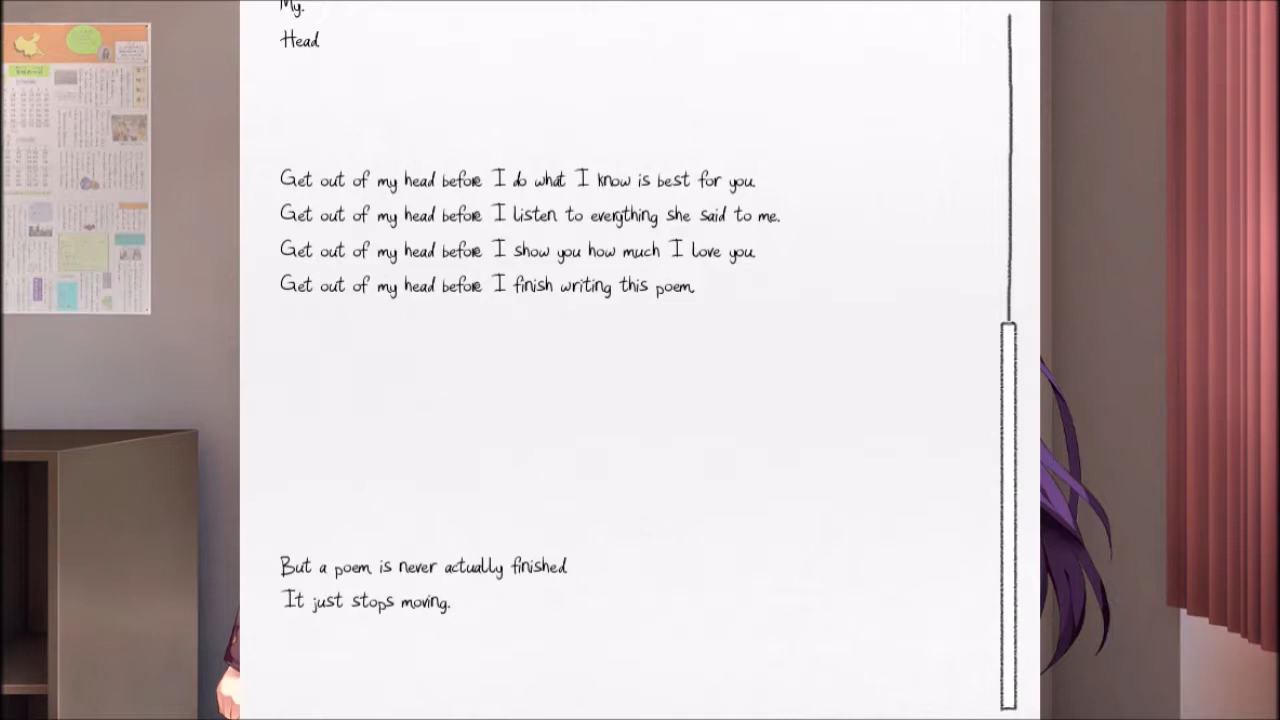 My.
Head
Get out of my head before I do what I know is best for you.
Get out of my head before I listen to everything she said to me.
Get out of my head before I show you how much I love you.
Get out of my head before I finish writing this poem.
But a poem is never actually finished.
It just stops moving.